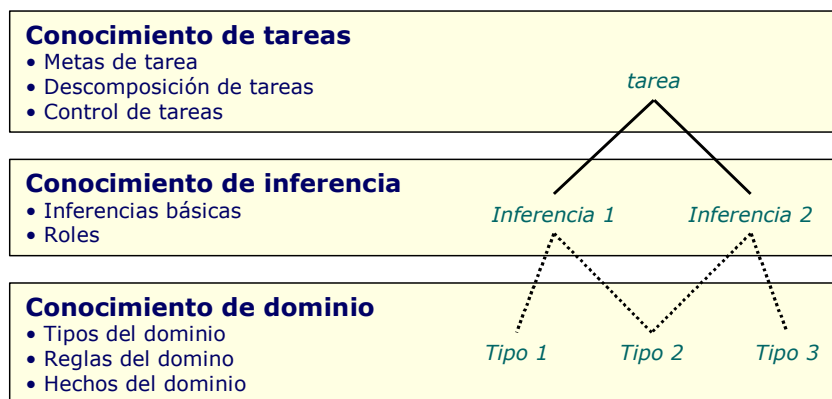 Conocimiento de tareas
• Metas de tarea
• Descomposición de tareas
• Control de tareas
tarea
Conocimiento de inferencia
• Inferencias básicas
• Roles
Inferencia 1
Inferencia 2
Conocimiento de dominio
• Tipos del dominio
• Reglas del domino
• Hechos del dominio
Tipo 1
Tipo 2
Tipo 3